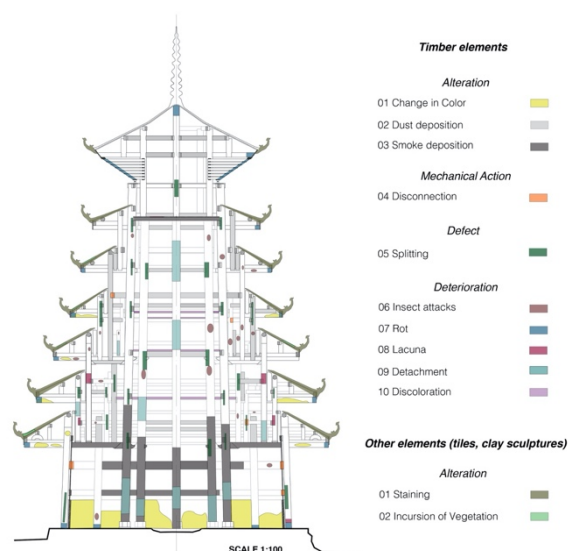 Timber elements
Alteration
01 Change in Color
02 Dust deposition
03 Smoke deposition
Mechanical Action
04 Disconnection
Defect
05 Splitting
Deterioration
06 Insect attacks
07 Rot
08 Lacuna
09 Detachment
10 Discoloration
Other elements (tiles, clay sculptures)
Alteration
01 Staining
02 Incursion of Vegetation
SCALE 1:100